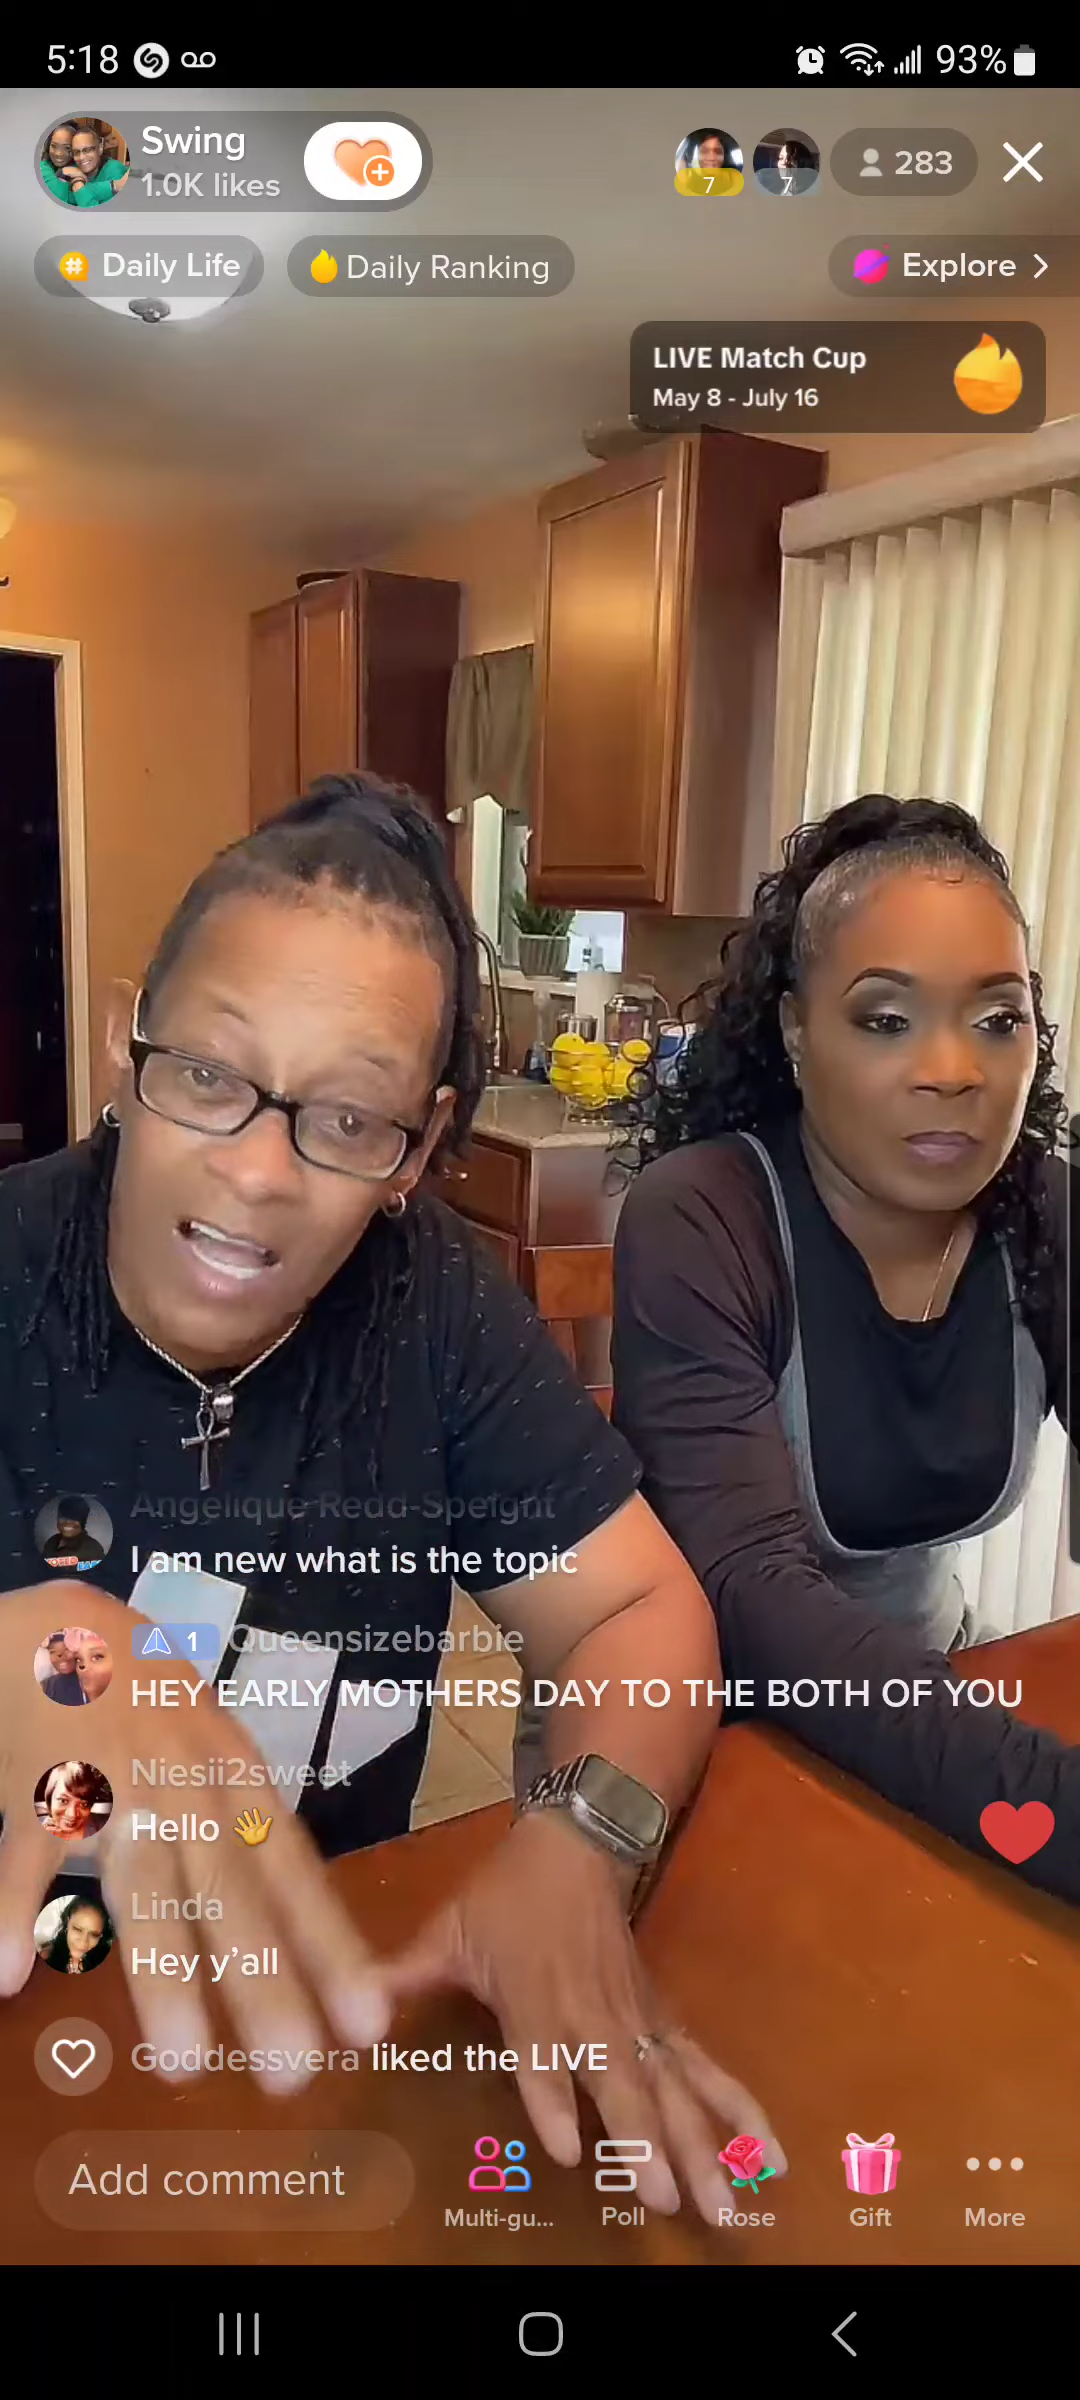 5:18
93%
Swing
1.0K likes
7
7
283
Daily Life
Daily Ranking
Explore
LIVE Match Cup
May 8 - July 16
Angelique Redd-Speight
I am new what is the topic
1 Queensizebarbie
HEY EARLY MOTHERS DAY TO THE BOTH OF YOU
Niesii2sweet
Hello 👋
Linda
Hey y’all
Goddessvera liked the LIVE
Add comment
Multi-gu...
Poll
Rose
Gift
More